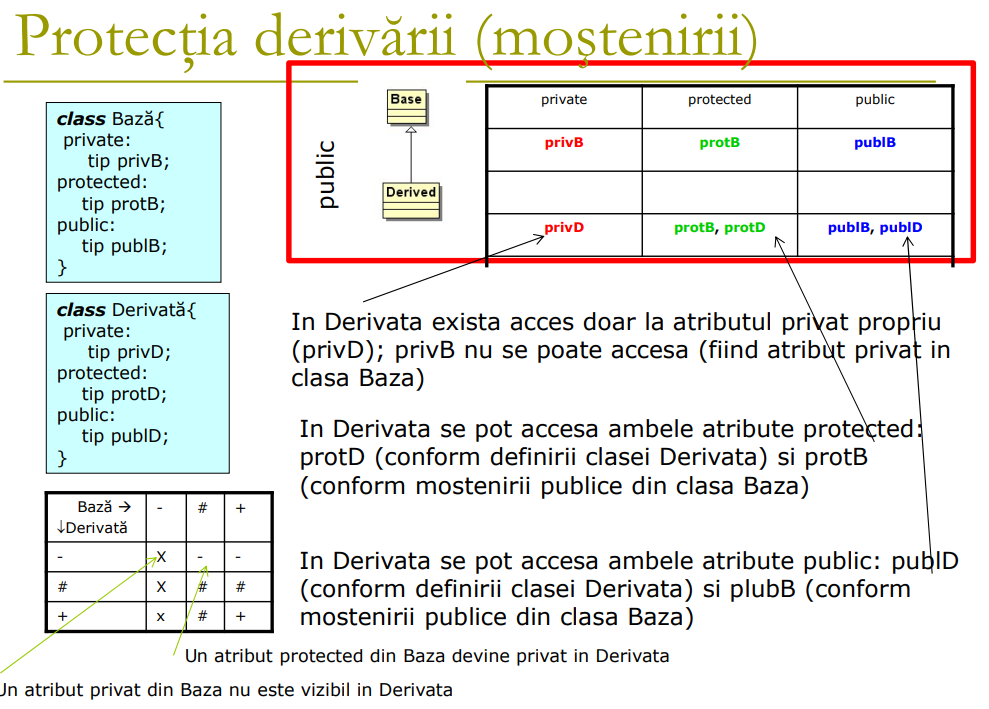 Protecția derivării (moștenirii)
class Bază{
private:
tip privB;
protected:
tip protB;
public:
tip publB;
}
class Derivată{
private:
tip privD;
protected:
tip protD;
public:
tip publD;
}
public
Base
Derived
private protected public
privB protB publB
privD protB, protD publB, publD
In Derivata exista acces doar la atributul privat propriu
(privD); privB nu se poate accesa (fiind atribut privat in
clasa Baza)
In Derivata se pot accesa ambele atribute protected:
protD (conform definirii clasei Derivata) si protB
(conform mostenirii publice din clasa Baza)
In Derivata se pot accesa ambele atribute public: publD
(conform definirii clasei Derivata) si plubB (conform
mostenirii publice din clasa Baza)
Bază → - # +
↓Derivată
- X - -
# X # #
+ x # +
Un atribut protected din Baza devine privat in Derivata
Un atribut privat din Baza nu este vizibil in Derivata